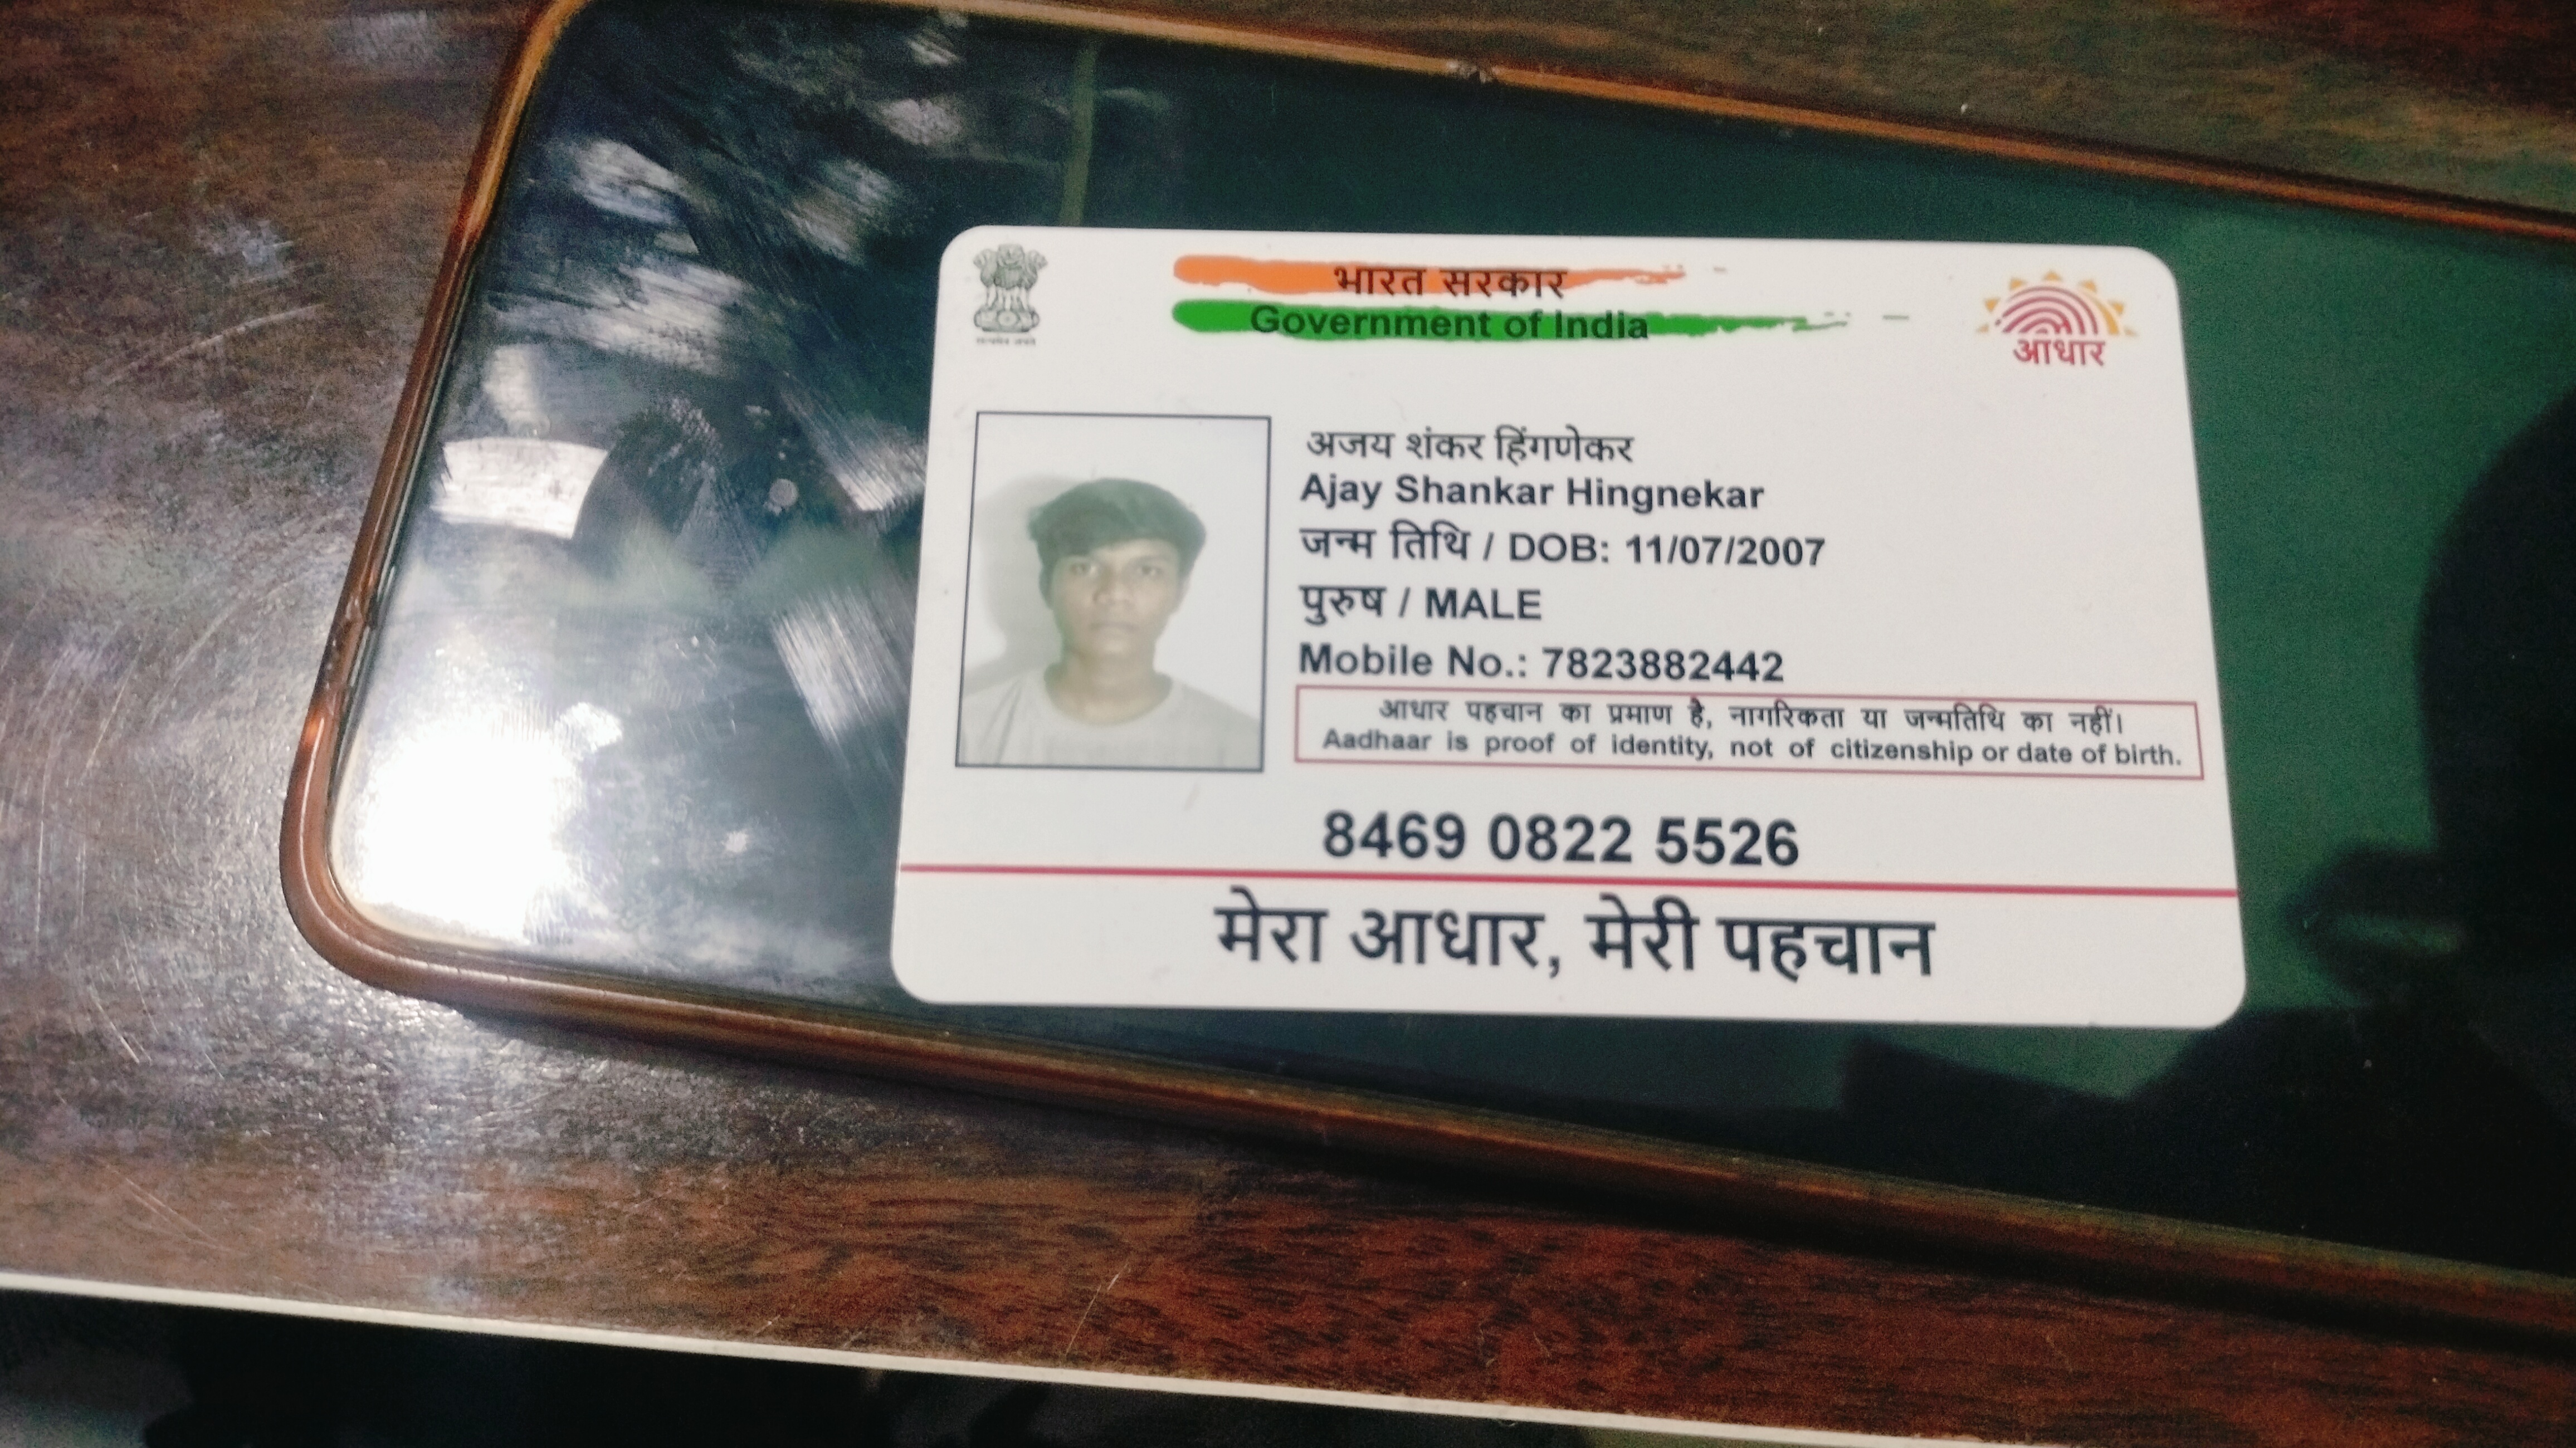 भारत सरकार
Government of India
आधार
अजय शंकर हिंगणेकर
Ajay Shankar Hingnekar
जन्म तिथि / DOB: 11/07/2007
पुरुष / MALE
Mobile No.: 7823882442
आधार पहचान का प्रमाण है, नागरिकता या जन्मतिथि का नहीं।
Aadhaar is proof of identity, not of citizenship or date of birth.
8469 0822 5526
मेरा आधार, मेरी पहचान